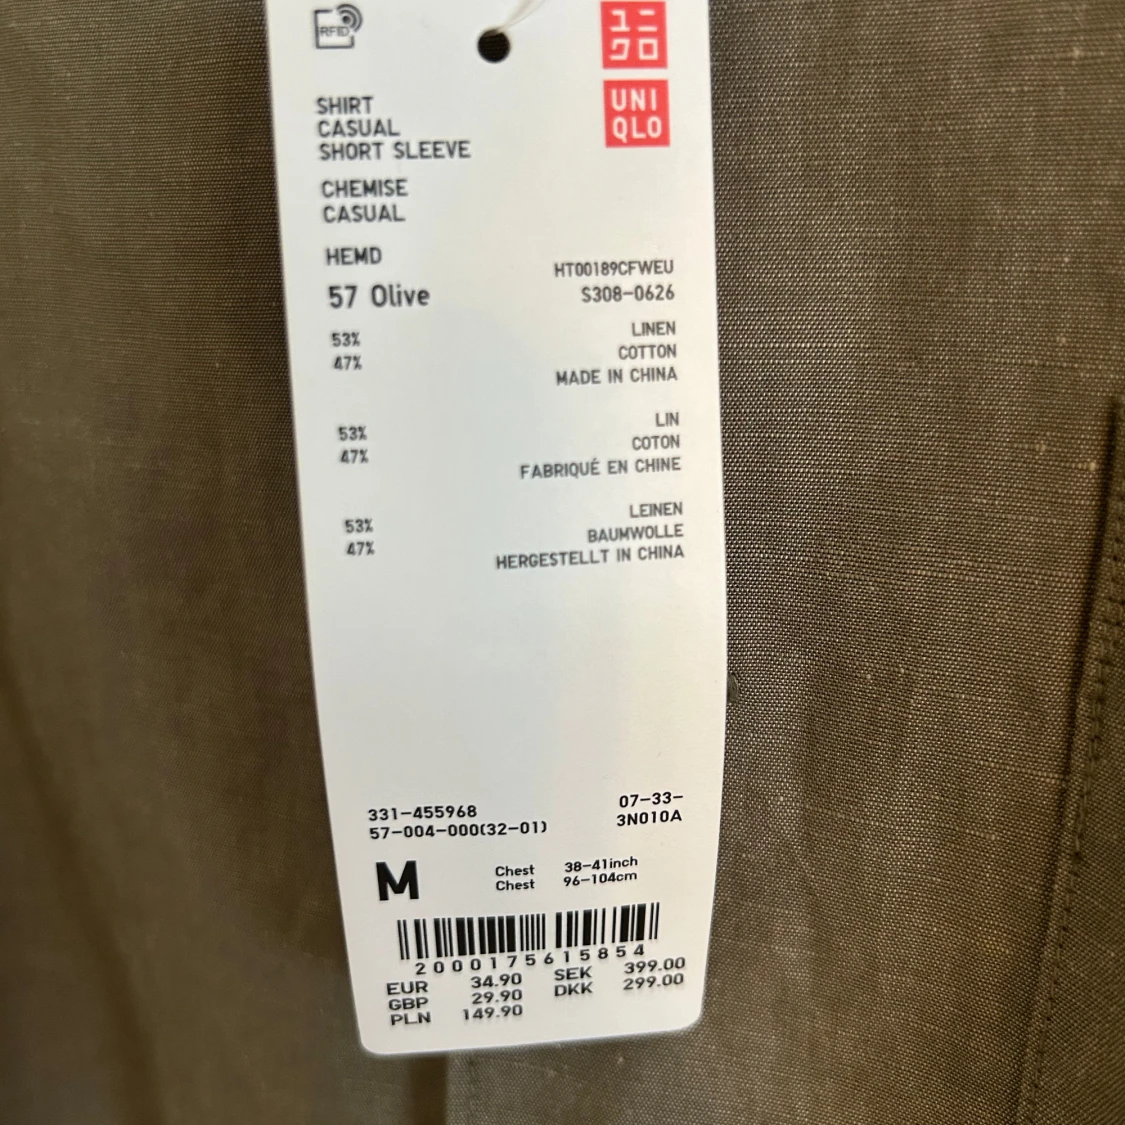 RFID
ユニ
クロ
UNI
QLO
SHIRT
CASUAL
SHORT SLEEVE
CHEMISE
CASUAL
HEMD
HT00189CFWEU
57 Olive
S308-0626
53% LINEN
47% COTTON
MADE IN CHINA
53% LIN
47% COTON
FABRIQUÉ EN CHINE
53% LEINEN
47% BAUMWOLLE
HERGESTELLT IN CHINA
331-455968 07-33-
57-004-000(32-01) 3N010A
M Chest 38-41inch
Chest 96-104cm
2000175615854
EUR 34.90 SEK 399.00
GBP 29.90 DKK 299.00
PLN 149.90